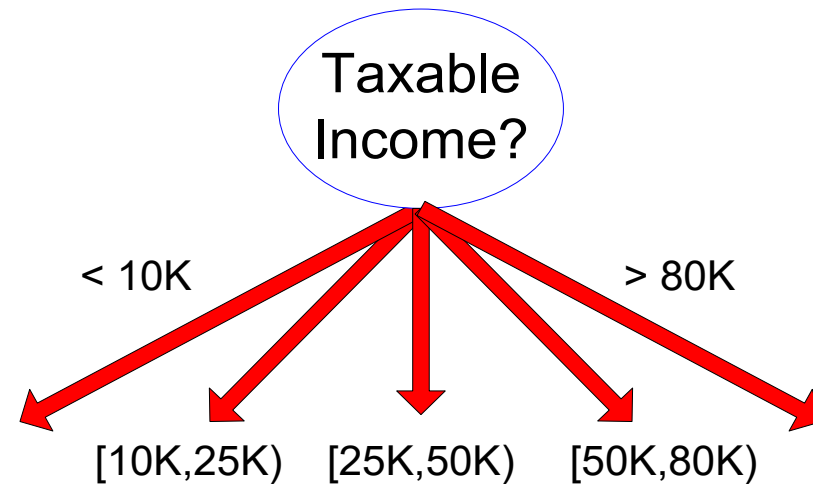 Taxable
Income?
< 10K
> 80K
[10K,25K)
[25K,50K)
[50K,80K)